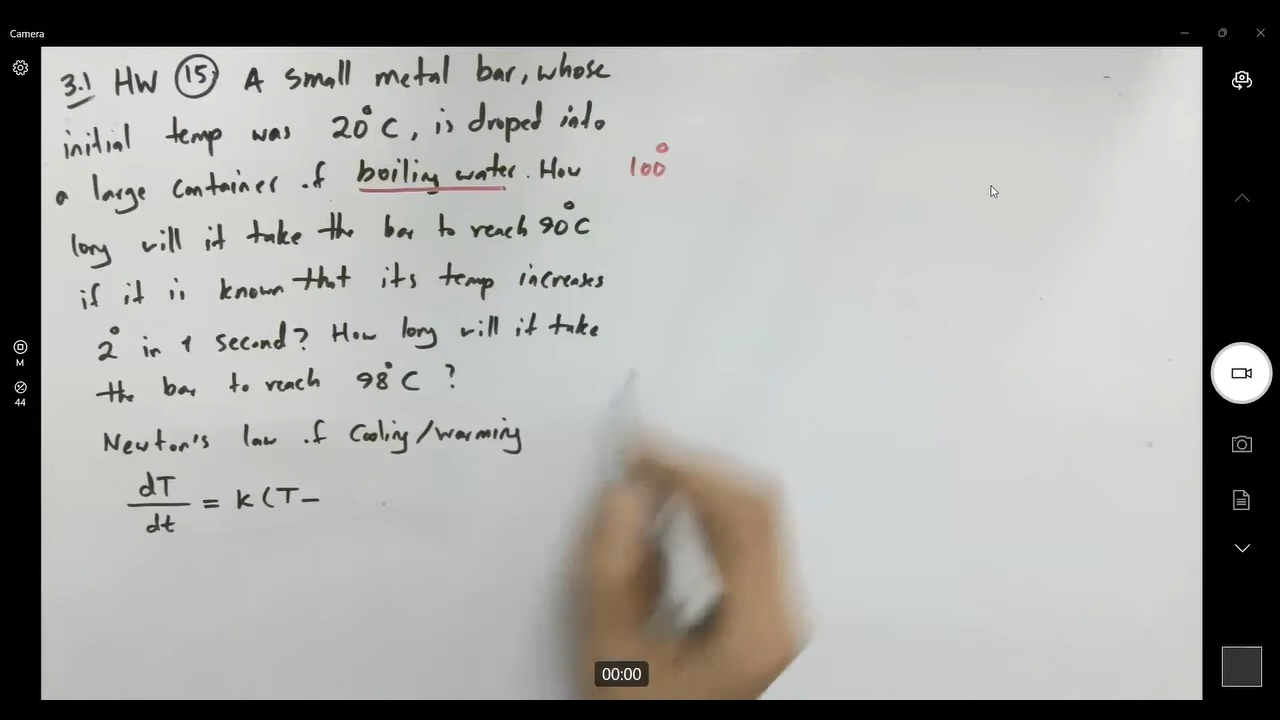 Camera
3.1 HW 15 A small metal bar, whose
initial temp was 20°C, is droped into
a large container of boiling water. How 100°
long will it take the bar to reach 90°C
if it is known that its temp increases
2° in 1 second? How long will it take
the bar to reach 98°C ?
Newton's law of Cooling/warming
dT
dt = k(T-
M
44
00:00